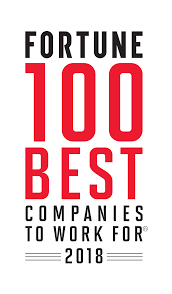 FORTUNE
100
BEST
COMPANIES
TO WORK FOR®
2018